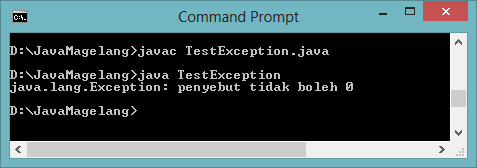 Command Prompt
D:\JavaMagelang>javac TestException.java
D:\JavaMagelang>java TestException
java.lang.Exception: penyebut tidak boleh 0
D:\JavaMagelang>